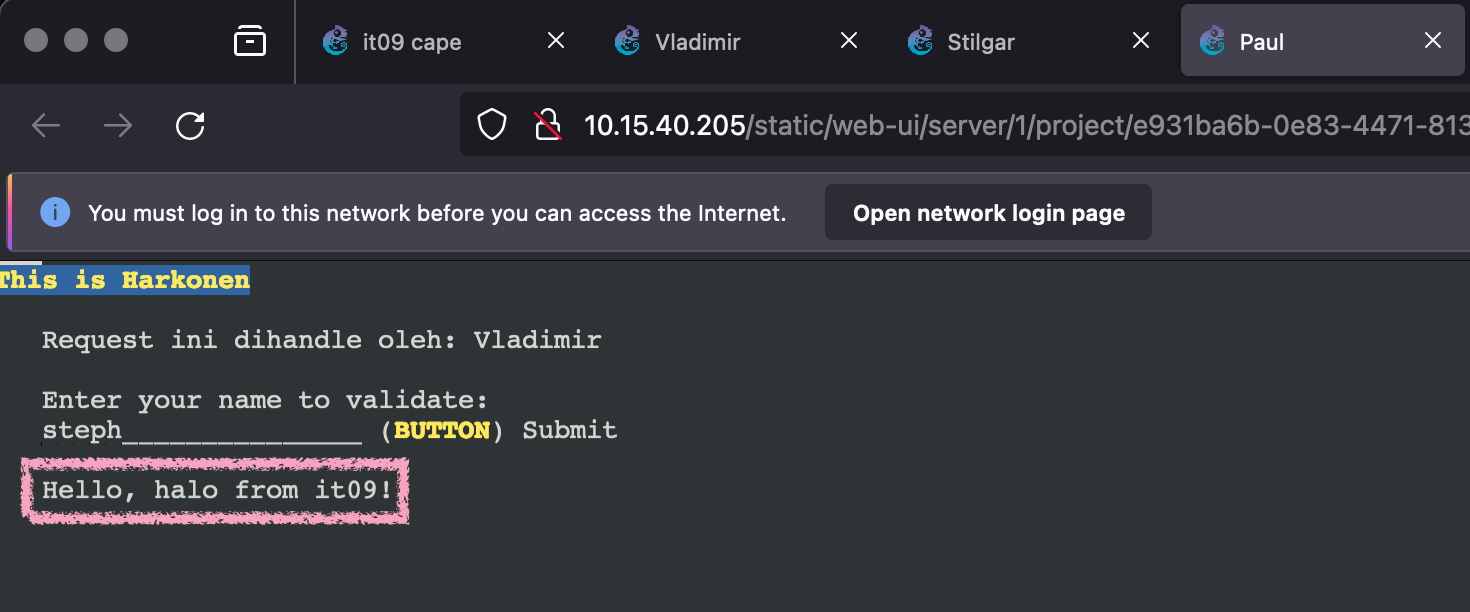 it09 cape
Vladimir
Stilgar
Paul
10.15.40.205/static/web-ui/server/1/project/e931ba6b-0e83-4471-813
You must log in to this network before you can access the Internet.
Open network login page
This is Harkonen
Request ini dihandle oleh: Vladimir
Enter your name to validate:
steph_______________ (BUTTON) Submit
Hello, halo from it09!